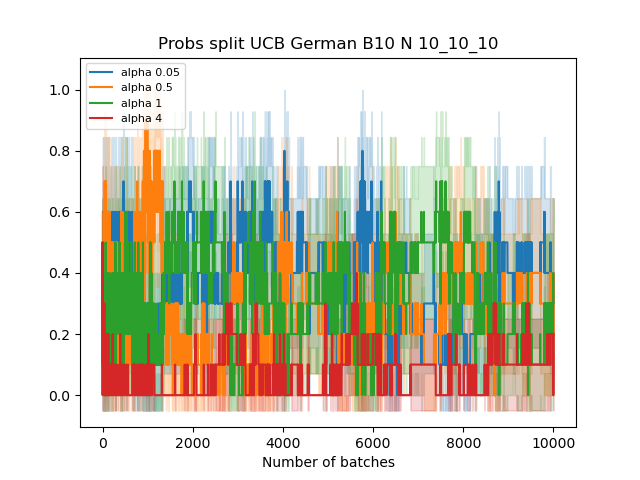 Probs split UCB German B10 N 10_10_10
alpha 0.05
alpha 0.5
alpha 1
alpha 4
1.0
0.8
0.6
0.4
0.2
0.0
0 2000 4000 6000 8000 10000
Number of batches